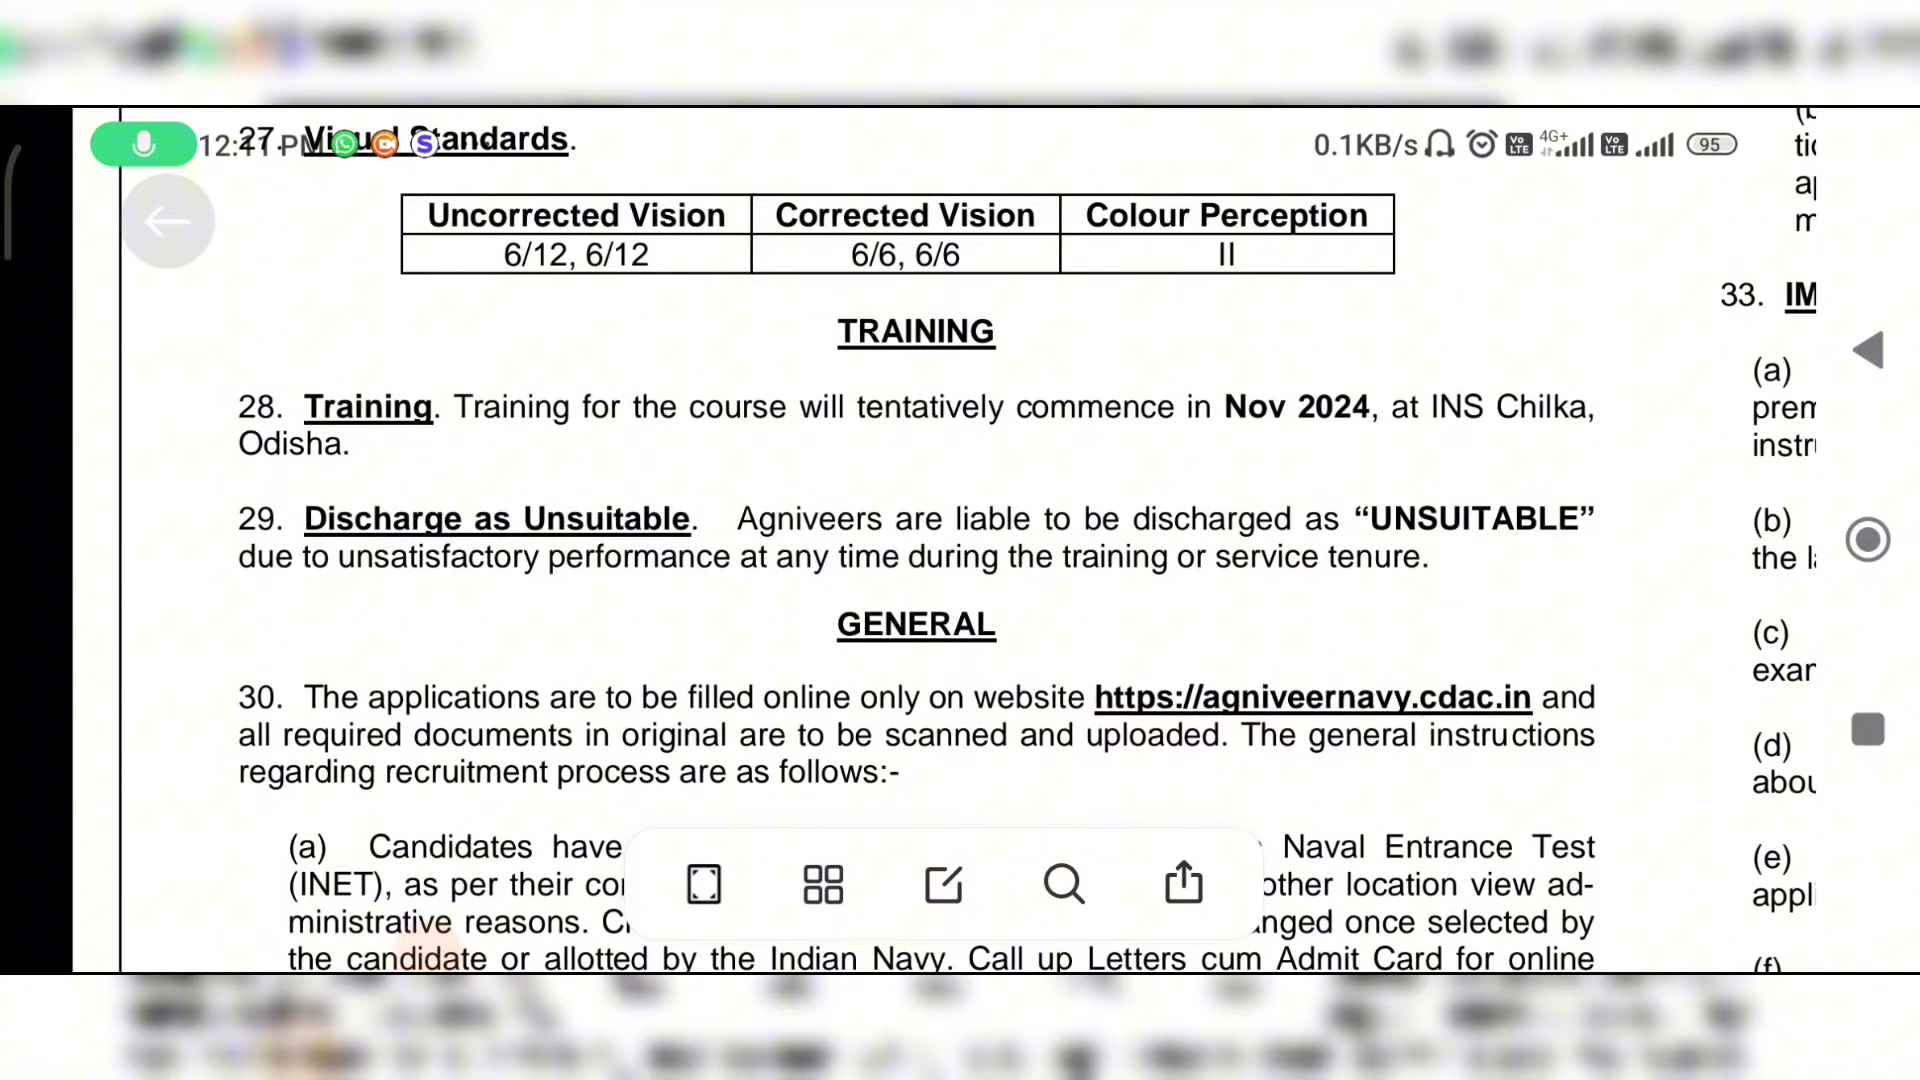 27. Visual Standards.
0.1KB/s 4G+ 95
Uncorrected Vision Corrected Vision Colour Perception
6/12, 6/12 6/6, 6/6 II
TRAINING
28. Training. Training for the course will tentatively commence in Nov 2024, at INS Chilka,
Odisha.
29. Discharge as Unsuitable. Agniveers are liable to be discharged as “UNSUITABLE”
due to unsatisfactory performance at any time during the training or service tenure.
GENERAL
30. The applications are to be filled online only on website https://agniveernavy.cdac.in and
all required documents in original are to be scanned and uploaded. The general instructions
regarding recruitment process are as follows:-
(a) Candidates have Naval Entrance Test
(INET), as per their other location view ad-
ministrative reasons. once selected by
the candidate or allotted by the Indian Navy. Call up Letters cum Admit Card for online
33.
(a)
(b)
the
(c)
(d)
(e)
(f)